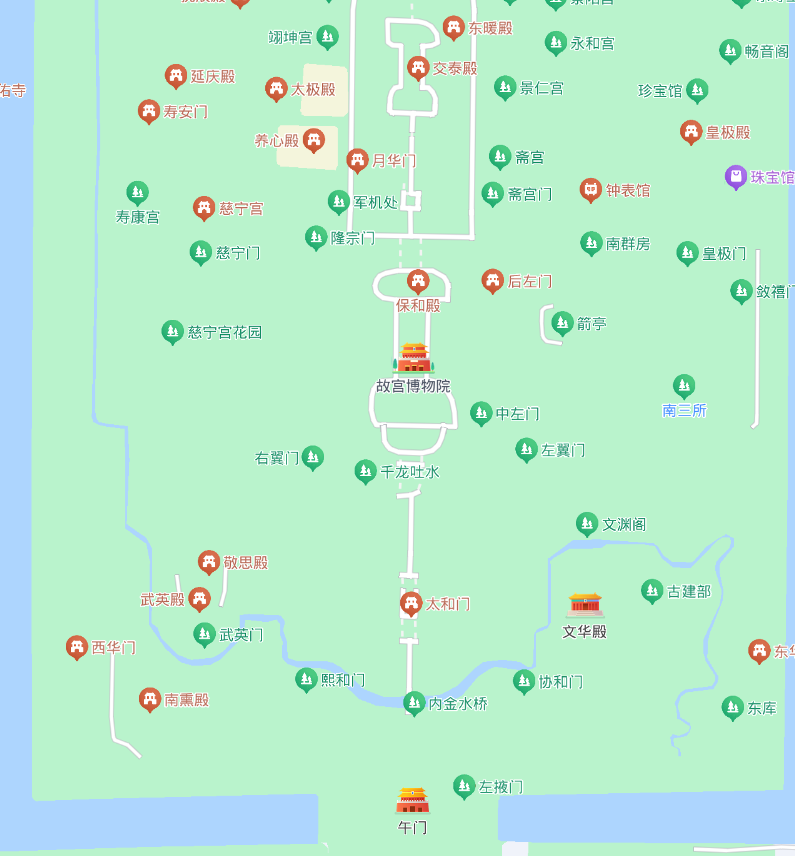 东暖殿
翊坤宫
永和宫
畅音阁
交泰殿
延庆殿
太极殿
景仁宫
珍宝馆
佑寺
寿安门
养心殿
皇极殿
月华门
斋宫
珠宝馆
军机处
斋宫门
钟表馆
寿康宫
慈宁宫
隆宗门
南群房
慈宁门
皇极门
后左门
敛禧门
保和殿
箭亭
慈宁宫花园
故宫博物院
南三所
中左门
左翼门
右翼门
千龙吐水
文渊阁
敬思殿
古建部
武英殿
太和门
文华殿
武英门
西华门
东华
熙和门
协和门
南熏殿
内金水桥
东库
左掖门
午门